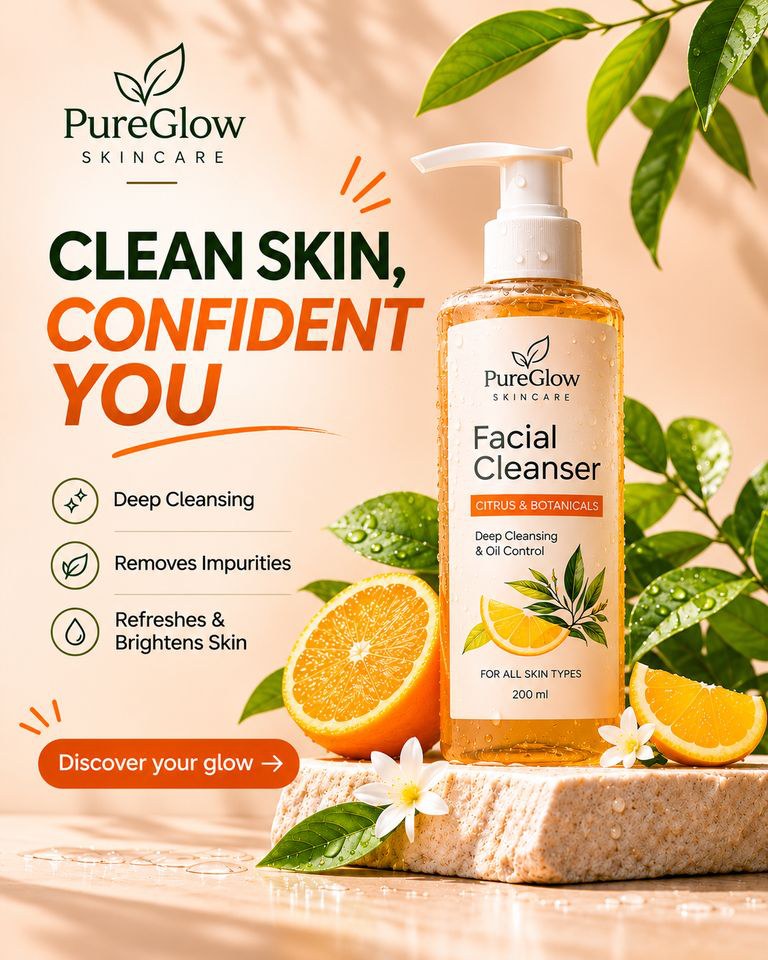 PureGlow
SKINCARE
CLEAN SKIN,
CONFIDENT
YOU
Deep Cleansing
Removes Impurities
Refreshes &
Brightens Skin
Discover your glow →
PureGlow
SKINCARE
Facial
Cleanser
CITRUS & BOTANICALS
Deep Cleansing
& Oil Control
FOR ALL SKIN TYPES
200 ml